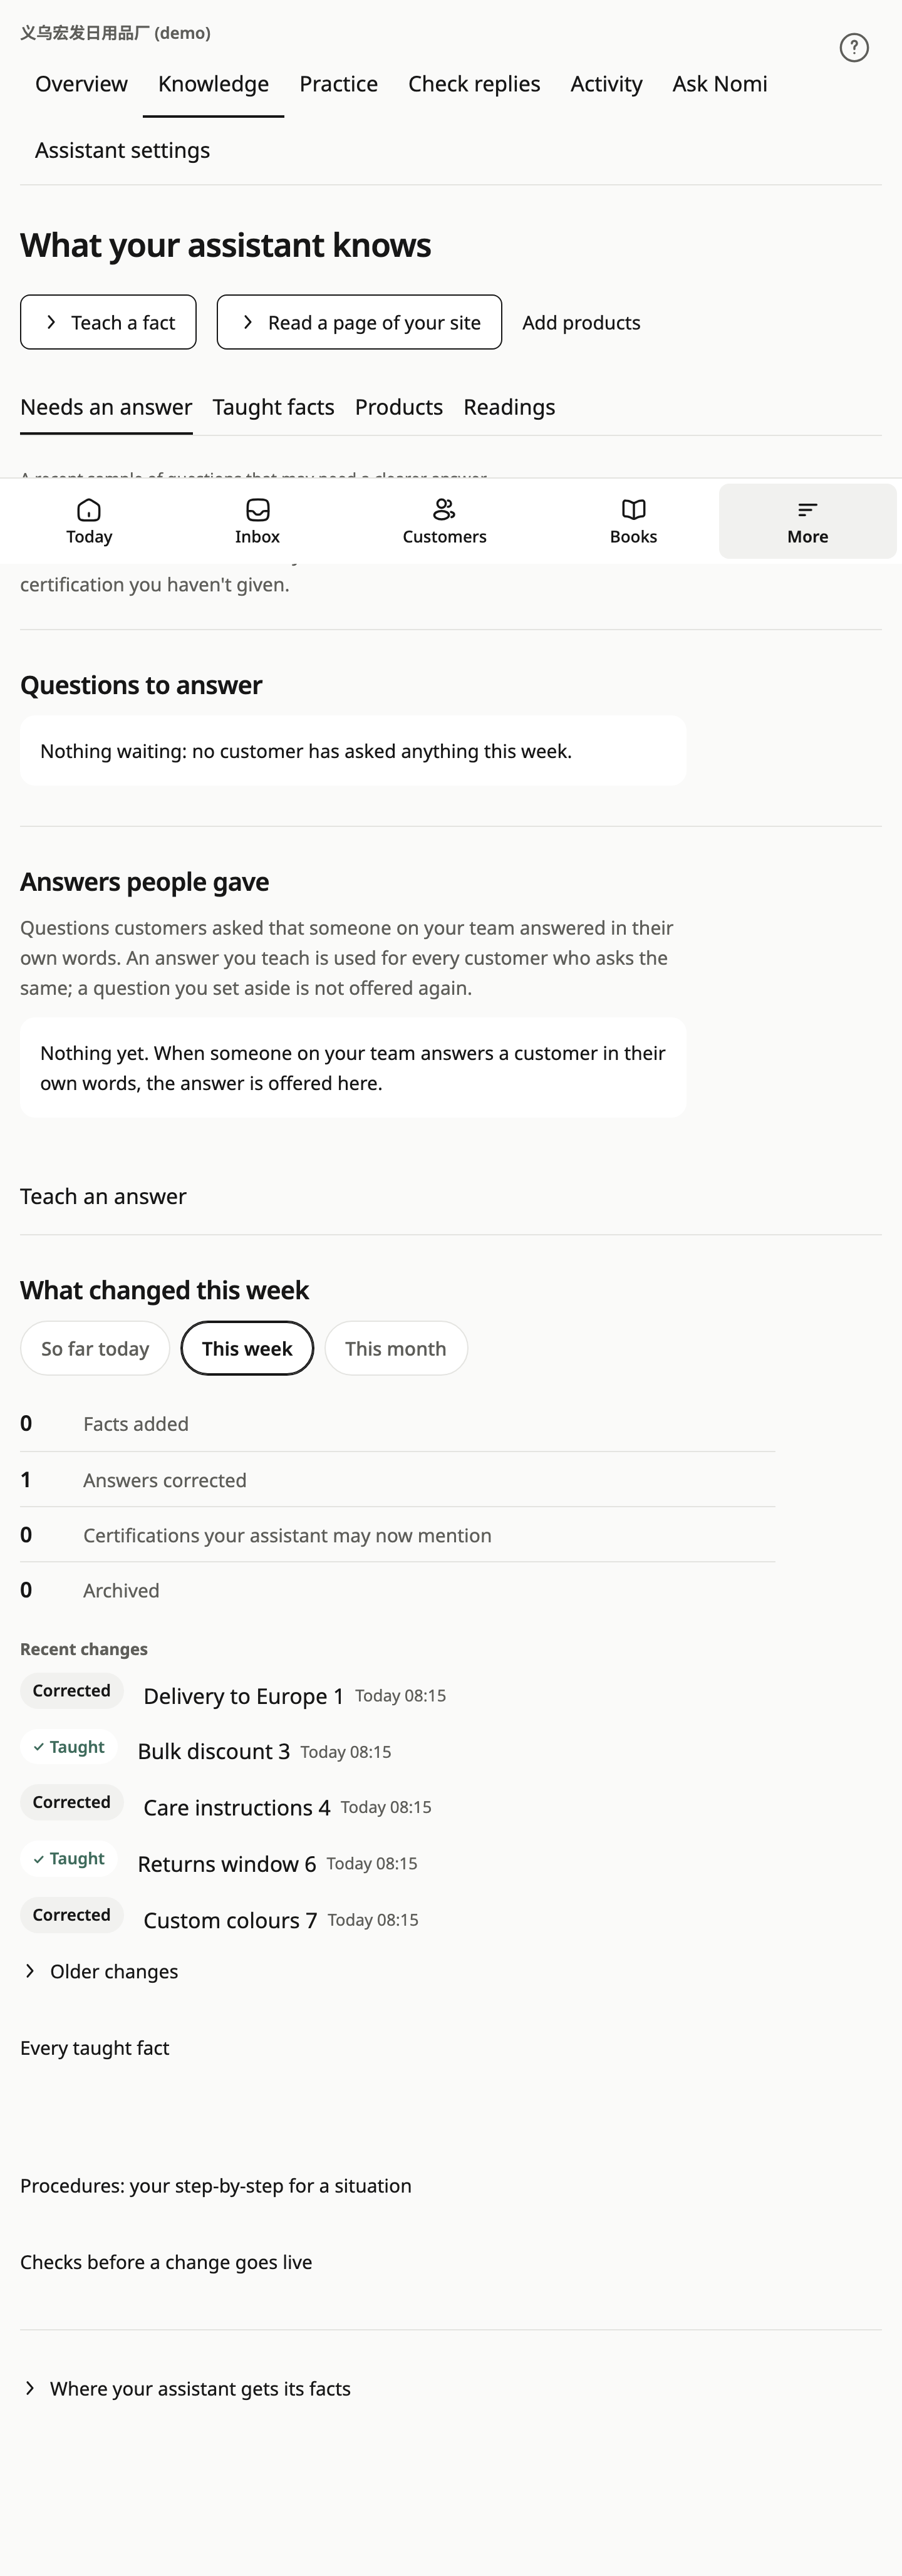 义乌宏发日用品厂 (demo)
Overview
Knowledge
Practice
Check replies
Activity
Ask Nomi
Assistant settings
What your assistant knows
Teach a fact
Read a page of your site
Add products
Needs an answer
Taught facts
Products
Readings
Today
Inbox
Customers
Books
More
certification you haven't given.
Questions to answer
Nothing waiting: no customer has asked anything this week.
Answers people gave
Questions customers asked that someone on your team answered in their
own words. An answer you teach is used for every customer who asks the
same; a question you set aside is not offered again.
Nothing yet. When someone on your team answers a customer in their
own words, the answer is offered here.
Teach an answer
What changed this week
So far today
This week
This month
0 Facts added
1 Answers corrected
0 Certifications your assistant may now mention
0 Archived
Recent changes
Corrected Delivery to Europe 1 Today 08:15
Taught Bulk discount 3 Today 08:15
Corrected Care instructions 4 Today 08:15
Taught Returns window 6 Today 08:15
Corrected Custom colours 7 Today 08:15
Older changes
Every taught fact
Procedures: your step-by-step for a situation
Checks before a change goes live
Where your assistant gets its facts